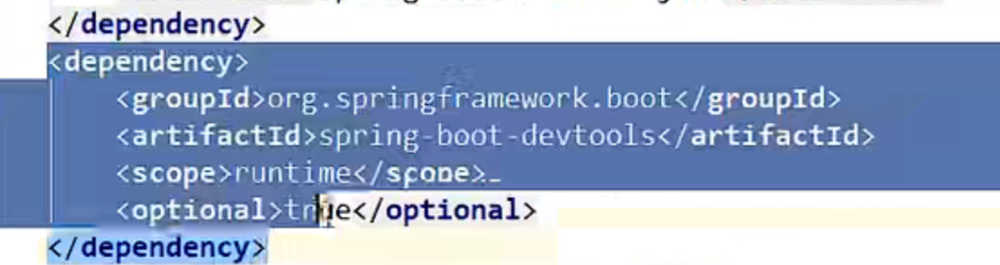 </dependency>
<dependency>
<groupId>org.springframework.boot</groupId>
<artifactId>spring-boot-devtools</artifactId>
<scope>runtime</scope>
<optional>true</optional>
</dependency>